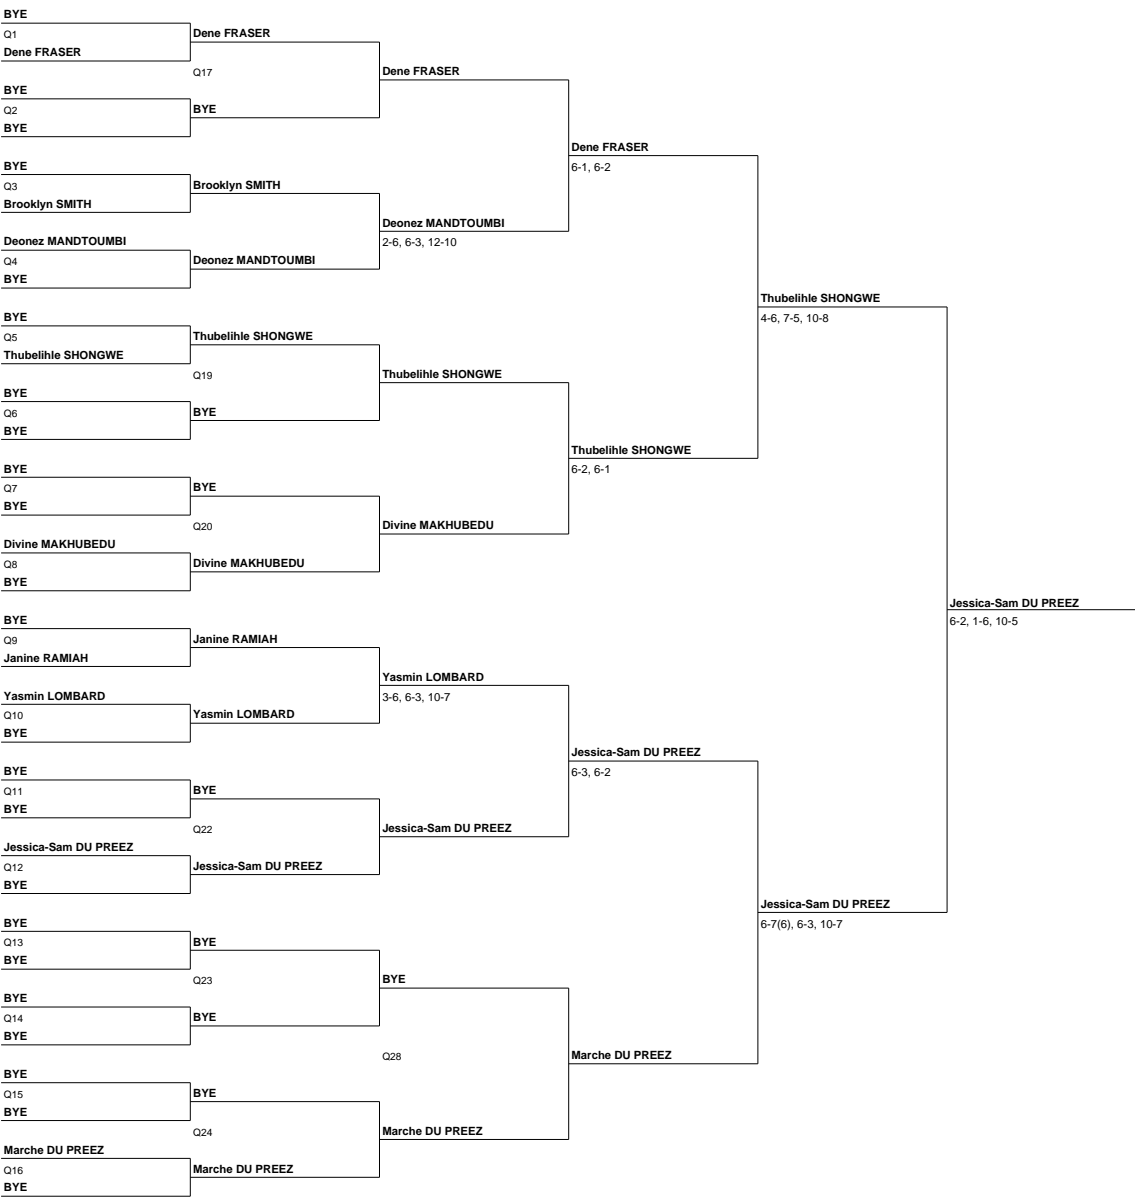 BYE
Q1
Dene FRASER
BYE
Q2
BYE
BYE
Q3
Brooklyn SMITH
Deonez MANDTOUMBI
Q4
BYE
BYE
Q5
Thubelihle SHONGWE
BYE
Q6
BYE
BYE
Q7
BYE
Divine MAKHUBEDU
Q8
BYE
BYE
Q9
Janine RAMIAH
Yasmin LOMBARD
Q10
BYE
BYE
Q11
BYE
Jessica-Sam DU PREEZ
Q12
BYE
BYE
Q13
BYE
BYE
Q14
BYE
BYE
Q15
BYE
Marche DU PREEZ
Q16
BYE
Dene FRASER
Q17
BYE
Brooklyn SMITH
Deonez MANDTOUMBI
Thubelihle SHONGWE
Q19
BYE
BYE
Q20
Divine MAKHUBEDU
Janine RAMIAH
Yasmin LOMBARD
BYE
Q22
Jessica-Sam DU PREEZ
BYE
Q23
BYE
BYE
Q24
Marche DU PREEZ
Dene FRASER
Deonez MANDTOUMBI
2-6, 6-3, 12-10
Thubelihle SHONGWE
Divine MAKHUBEDU
Yasmin LOMBARD
3-6, 6-3, 10-7
Jessica-Sam DU PREEZ
BYE
Q28
Marche DU PREEZ
Dene FRASER
6-1, 6-2
Thubelihle SHONGWE
6-2, 6-1
Jessica-Sam DU PREEZ
6-3, 6-2
Marche DU PREEZ
Thubelihle SHONGWE
4-6, 7-5, 10-8
Jessica-Sam DU PREEZ
6-7(6), 6-3, 10-7
Jessica-Sam DU PREEZ
6-2, 1-6, 10-5